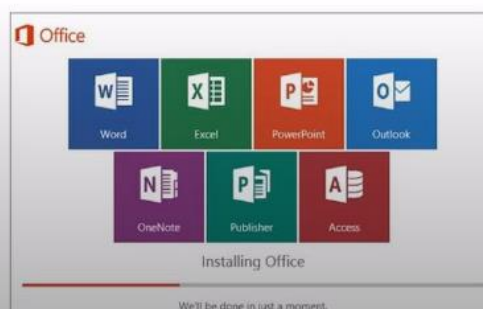 Office
Word Excel PowerPoint Outlook
OneNote Publisher Access
Installing Office
We'll be done in just a moment.